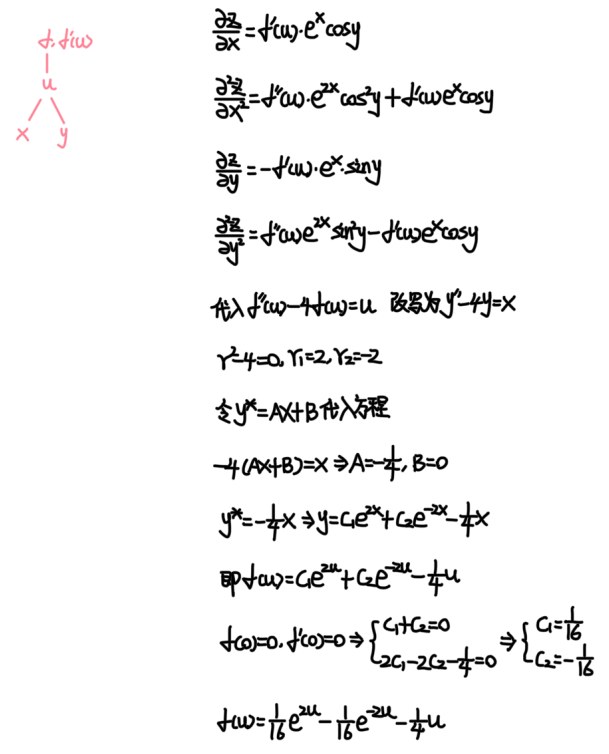 f. f'(u)
u
x y
∂z/∂x = f'(u)·e^x cosy
∂²z/∂x² = f''(u)·e^{2x} cos²y + f'(u)e^x cosy
∂z/∂y = -f'(u)·e^x·siny
∂²z/∂y² = f''(u)e^{2x} sin²y - f'(u)e^x cosy
代入 f''(u)-4f(u)=u 改写为 y''-4y=x
r²-4=0, r₁=2, r₂=-2
令 y*=Ax+B 代入方程
-4(Ax+B)=x ⇒ A=-1/4, B=0
y*=-1/4 x ⇒ y=C₁e^{2x}+C₂e^{-2x}-1/4 x
即 f(u)=C₁e^{2u}+C₂e^{-2u}-1/4 u
f(0)=0, f'(0)=0 ⇒ { C₁+C₂=0 2C₁-2C₂-1/4=0 ⇒ { C₁=1/16 C₂=-1/16
f(u)=1/16 e^{2u}-1/16 e^{-2u}-1/4 u